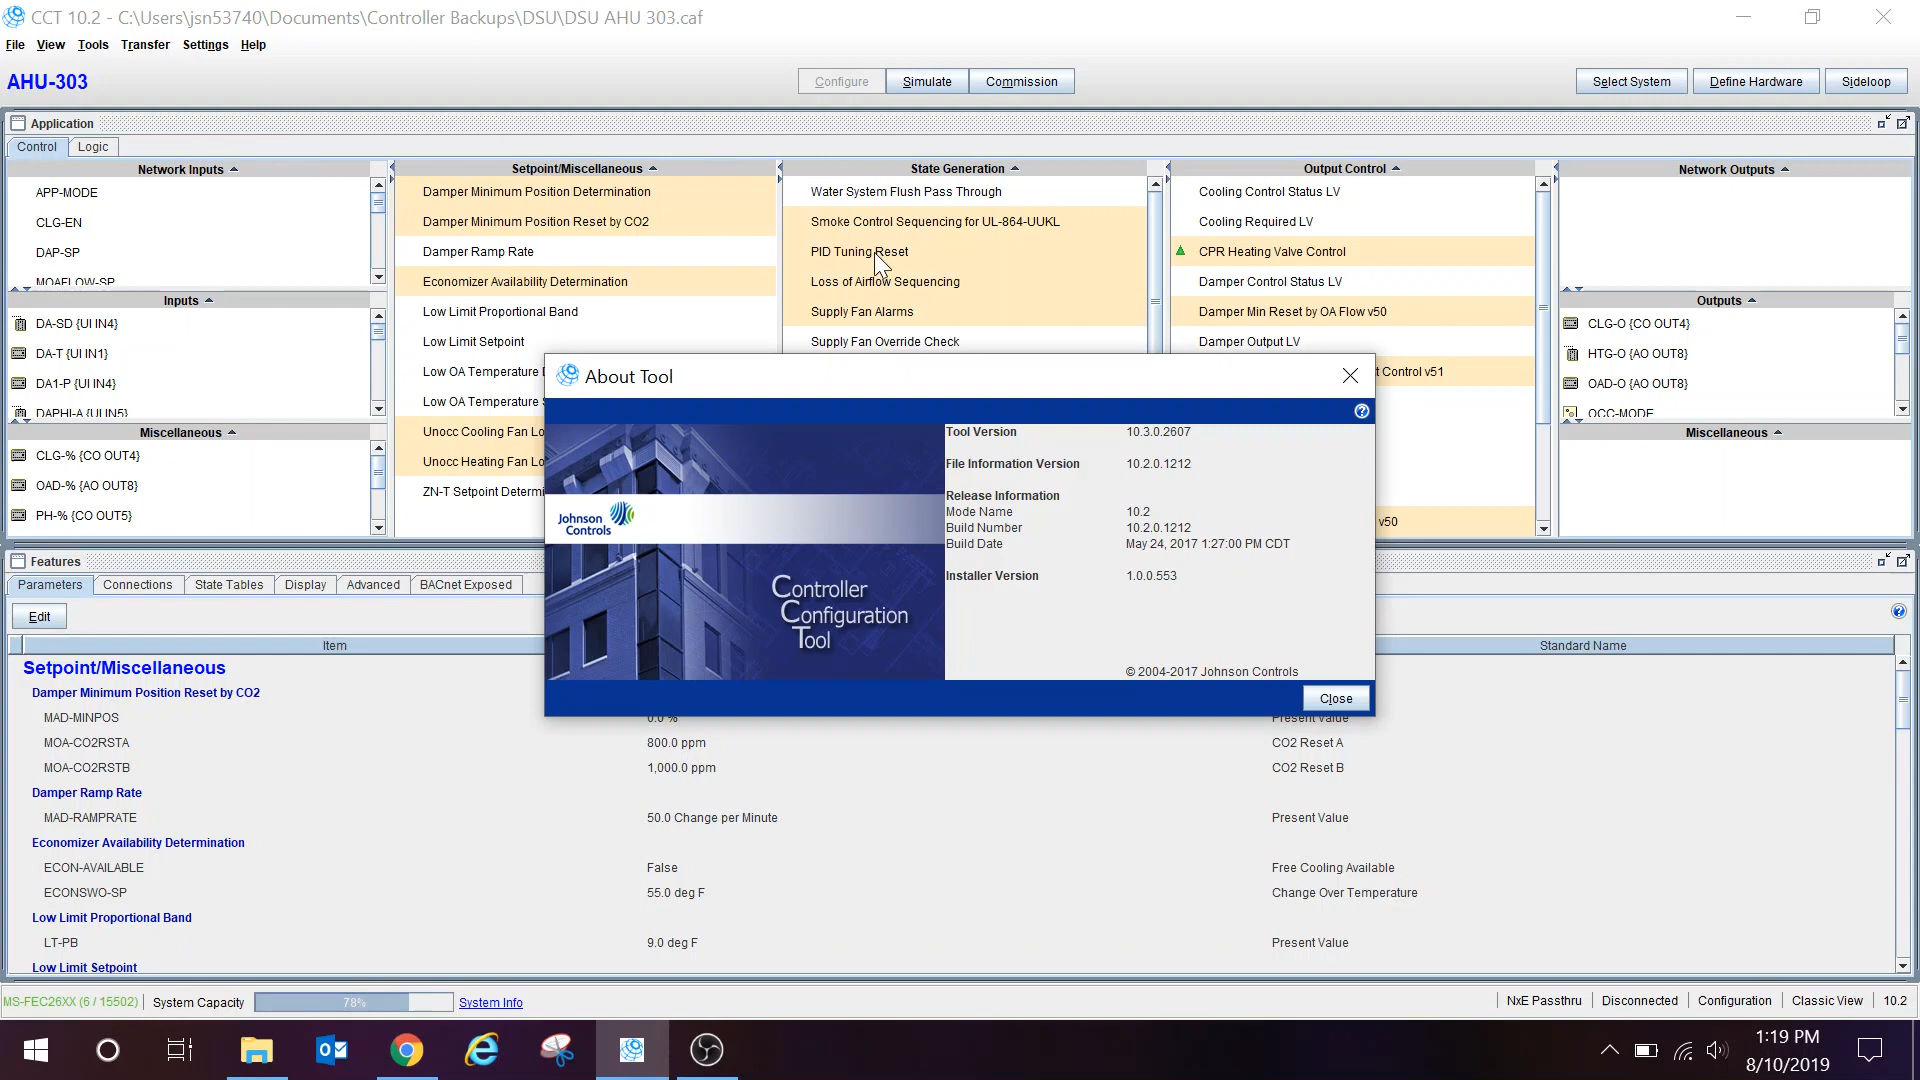 CCT 10.2 - C:\Users\jsn53740\Documents\Controller Backups\DSU\DSU AHU 303.caf
File View Tools Transfer Settings Help
AHU-303
Configure Simulate Commission
Select System Define Hardware Sideloop
Application
Control Logic
Network Inputs
APP-MODE
CLG-EN
DAP-SP
MOAFLOW-SP
Inputs
DA-SD {UI IN4}
DA-T {UI IN1}
DA1-P {UI IN4}
DAPHI-A {UI IN5}
Miscellaneous
CLG-% {CO OUT4}
OAD-% {AO OUT8}
PH-% {CO OUT5}
Setpoint/Miscellaneous
Damper Minimum Position Determination
Damper Minimum Position Reset by CO2
Damper Ramp Rate
Economizer Availability Determination
Low Limit Proportional Band
Low Limit Setpoint
Low OA Temperature
Low OA Temperature
Unocc Cooling Fan Lo
Unocc Heating Fan Lo
ZN-T Setpoint Determi
State Generation
Water System Flush Pass Through
Smoke Control Sequencing for UL-864-UUKL
PID Tuning Reset
Loss of Airflow Sequencing
Supply Fan Alarms
Supply Fan Override Check
Output Control
Cooling Control Status LV
Cooling Required LV
CPR Heating Valve Control
Damper Control Status LV
Damper Min Reset by OA Flow v50
Damper Output LV
t Control v51
v50
Network Outputs
Outputs
CLG-O {CO OUT4}
HTG-O {AO OUT8}
OAD-O {AO OUT8}
OCC-MODE
Miscellaneous
About Tool
Johnson
Controls
Controller
Configuration
Tool
Tool Version 10.3.0.2607
File Information Version 10.2.0.1212
Release Information
Mode Name 10.2
Build Number 10.2.0.1212
Build Date May 24, 2017 1:27:00 PM CDT
Installer Version 1.0.0.553
© 2004-2017 Johnson Controls
Close
Features
Parameters Connections State Tables Display Advanced BACnet Exposed
Edit
Item Standard Name
Setpoint/Miscellaneous
Damper Minimum Position Reset by CO2
MAD-MINPOS 0.0 % Present Value
MOA-CO2RSTA 800.0 ppm CO2 Reset A
MOA-CO2RSTB 1,000.0 ppm CO2 Reset B
Damper Ramp Rate
MAD-RAMPRATE 50.0 Change per Minute Present Value
Economizer Availability Determination
ECON-AVAILABLE False Free Cooling Available
ECONSWO-SP 55.0 deg F Change Over Temperature
Low Limit Proportional Band
LT-PB 9.0 deg F Present Value
Low Limit Setpoint
MS-FEC26XX (6 / 15502) System Capacity 78% System Info
NxE Passthru Disconnected Configuration Classic View 10.2
1:19 PM
8/10/2019